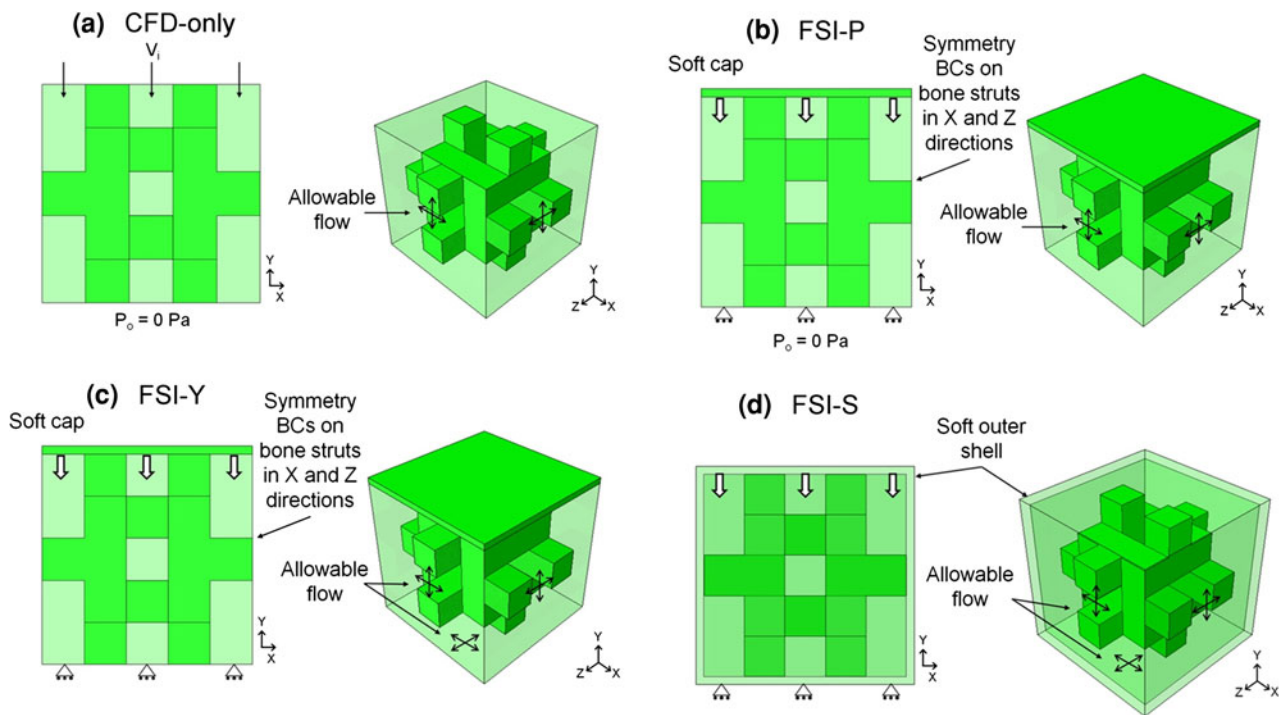 (a) CFD-only
Vᵢ
Allowable
flow
Y
X
Pₒ = 0 Pa
Y
Z
X
(b) FSI-P
Soft cap
Symmetry
BCs on
bone struts
in X and Z
directions
Allowable
flow
Y
X
Pₒ = 0 Pa
Y
Z
X
(c) FSI-Y
Soft cap
Symmetry
BCs on
bone struts
in X and Z
directions
Allowable
flow
Y
X
Y
Z
X
(d) FSI-S
Soft outer
shell
Allowable
flow
Y
X
Y
Z
X